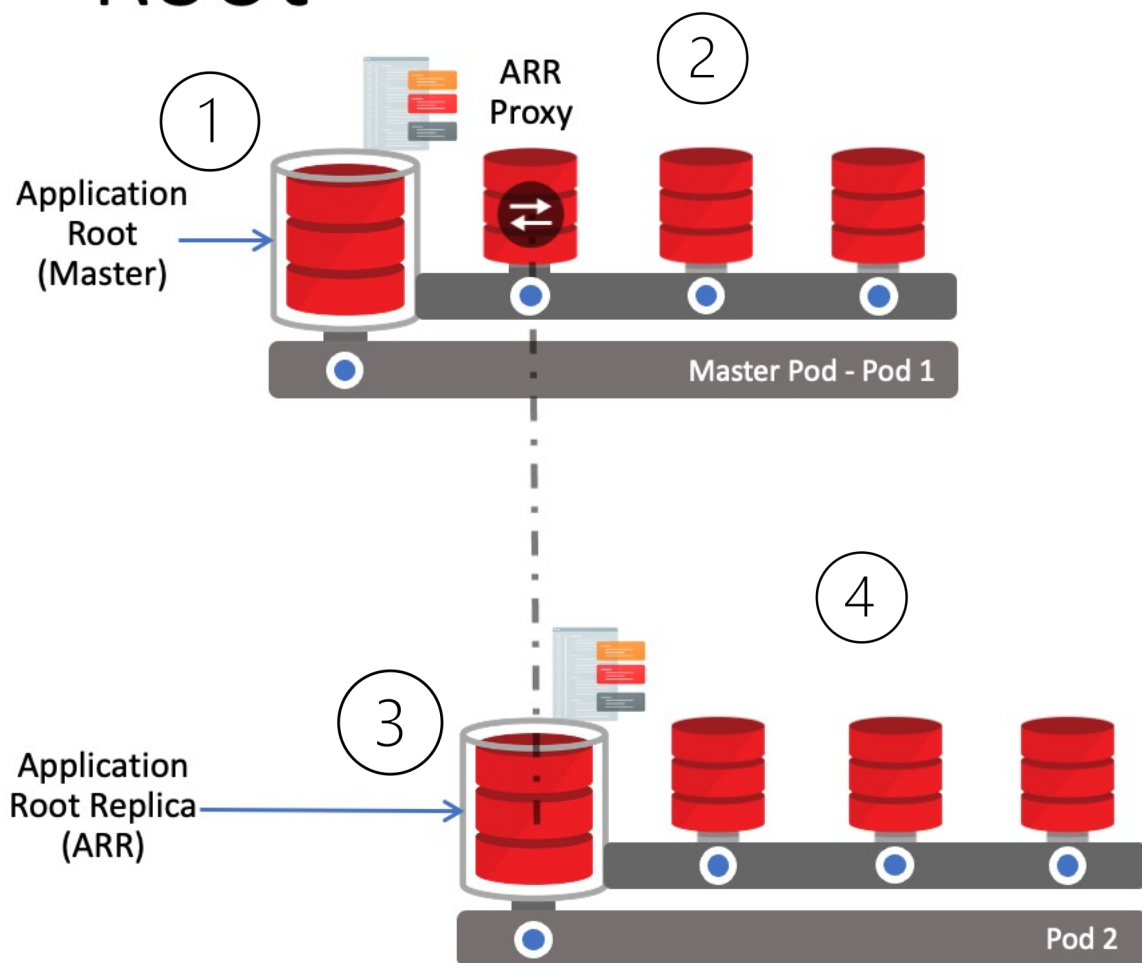 Root
1
ARR
Proxy
2
Application
Root
(Master)
Master Pod - Pod 1
3
4
Application
Root Replica
(ARR)
Pod 2